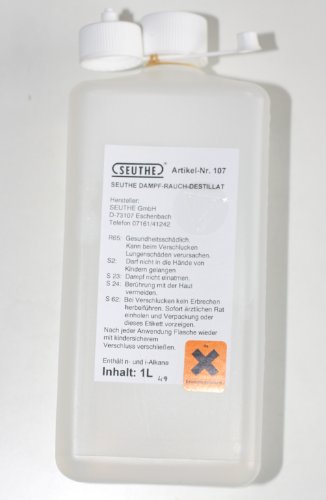 SEUTHE Artikel-Nr. 107
SEUTHE DAMPF-RAUCH-DESTILLAT
Hersteller:
SEUTHE GmbH
D-73107 Eschenbach
Telefon 07161/41242
R65: Gesundheitsschädlich.
Kann beim Verschlucken
Lungenschäden verursachen.
S2: Darf nicht in die Hände von
Kindern gelangen
S 23: Dampf nicht einatmen.
S 24: Berührung mit der Haut
vermeiden.
S 62: Bei Verschlucken kein Erbrechen
herbeiführen. Sofort ärztlichen Rat
einholen und Verpackung oder
dieses Etikett vorzeigen.
Nach jeder Anwendung Flasche wieder
mit kindersicherem
Verschluss verschließen.
Enthält n- und i-Alkane
Inhalt: 1L